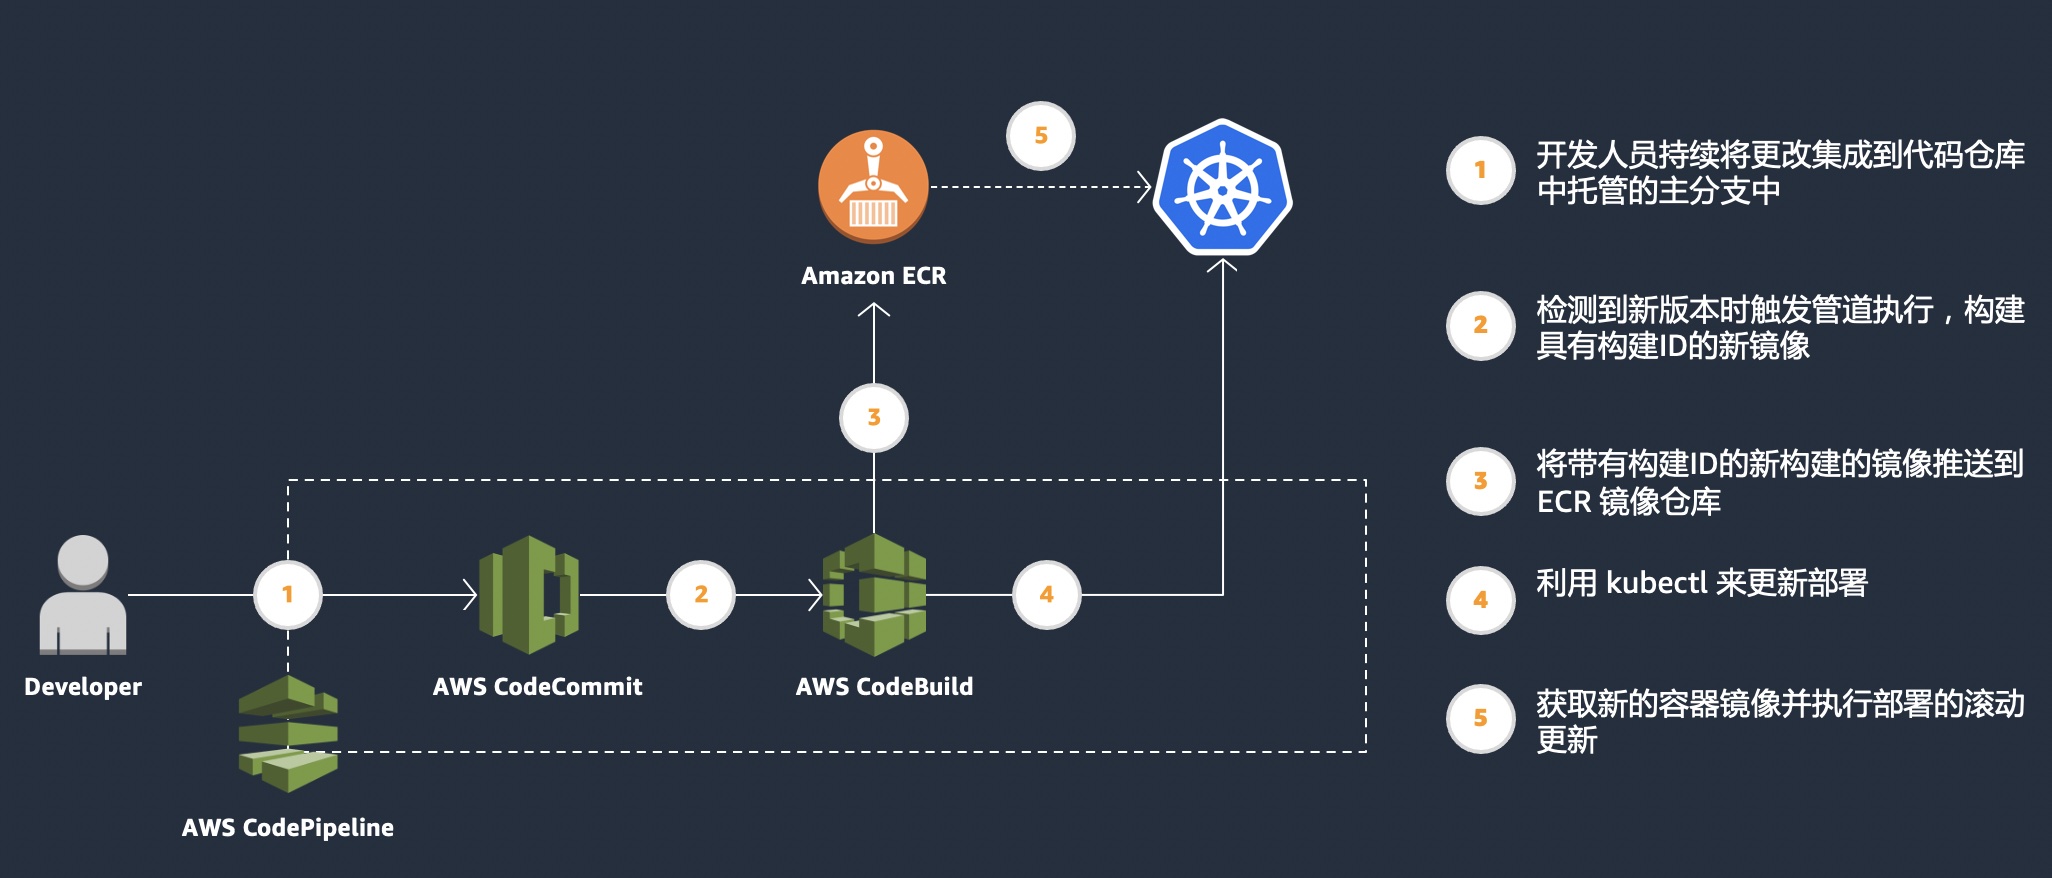 5
Amazon ECR
3
1
2
4
Developer
AWS CodeCommit
AWS CodeBuild
AWS CodePipeline
1
开发人员持续将更改集成到代码仓库
中托管的主分支中
2
检测到新版本时触发管道执行，构建
具有构建ID的新镜像
3
将带有构建ID的新构建的镜像推送到
ECR 镜像仓库
4
利用 kubectl 来更新部署
5
获取新的容器镜像并执行部署的滚动
更新